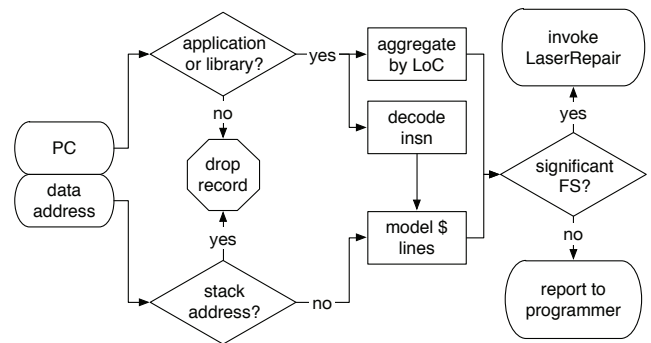 PC
data
address
application
or library?
yes
no
drop
record
yes
stack
address?
no
aggregate
by LoC
decode
insn
model $
lines
invoke
LaserRepair
yes
significant
FS?
no
report to
programmer